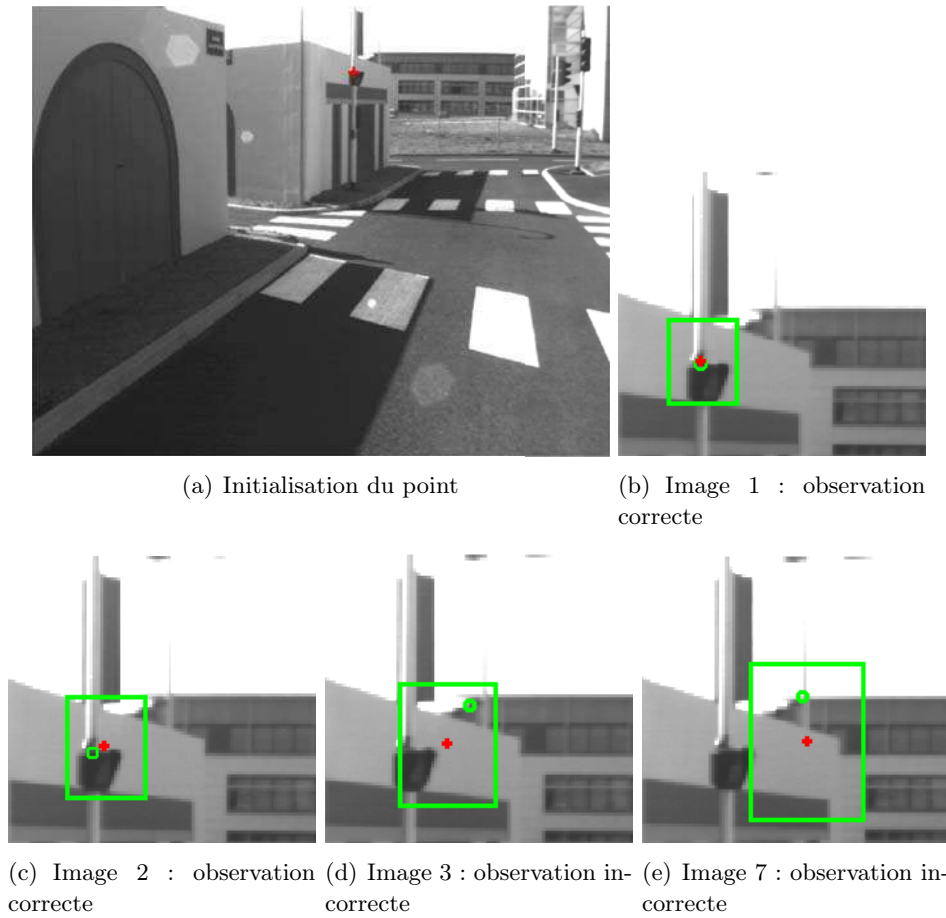 (a) Initialisation du point
(b) Image 1 : observation
correcte
(c) Image 2 : observation
correcte
(d) Image 3 : observation in-
correcte
(e) Image 7 : observation in-
correcte